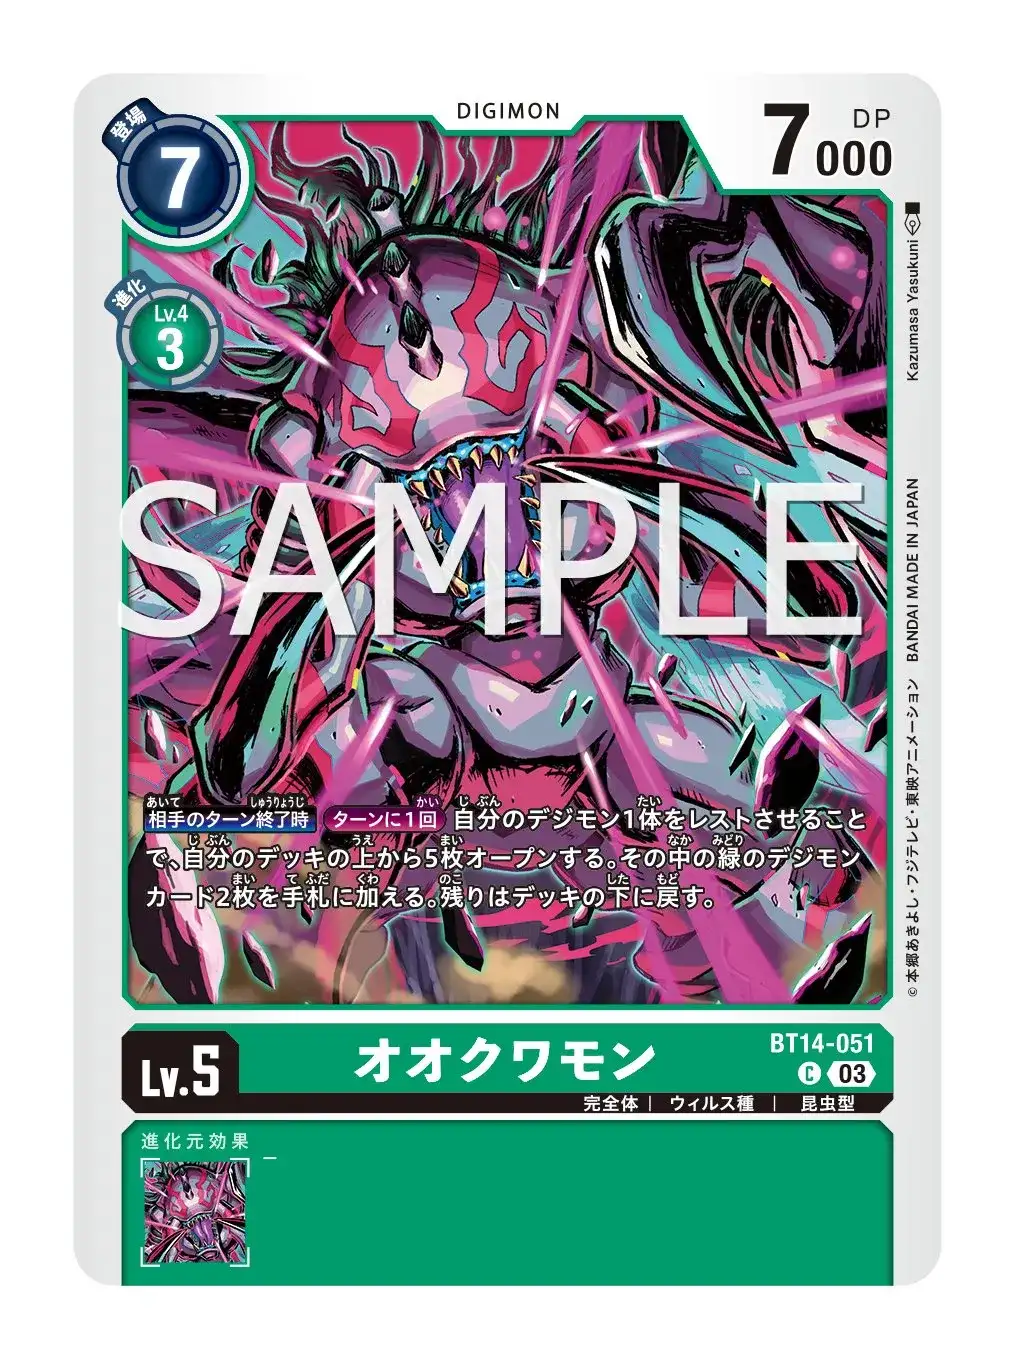 DIGIMON
登場
7
7000 DP
進化
Lv.4
3
Kazumasa Yasukuni
SAMPLE
BANDAI MADE IN JAPAN
©本郷あきよし・フジテレビ・東映アニメーション
相手のターン終了時 ターンに1回 自分のデジモン1体をレストさせること
で、自分のデッキの上から5枚オープンする。その中の緑のデジモン
カード2枚を手札に加える。残りはデッキの下に戻す。
Lv.5
オオクワモン
BT14-051
C 03
完全体 | ウィルス種 | 昆虫型
進化元効果
–